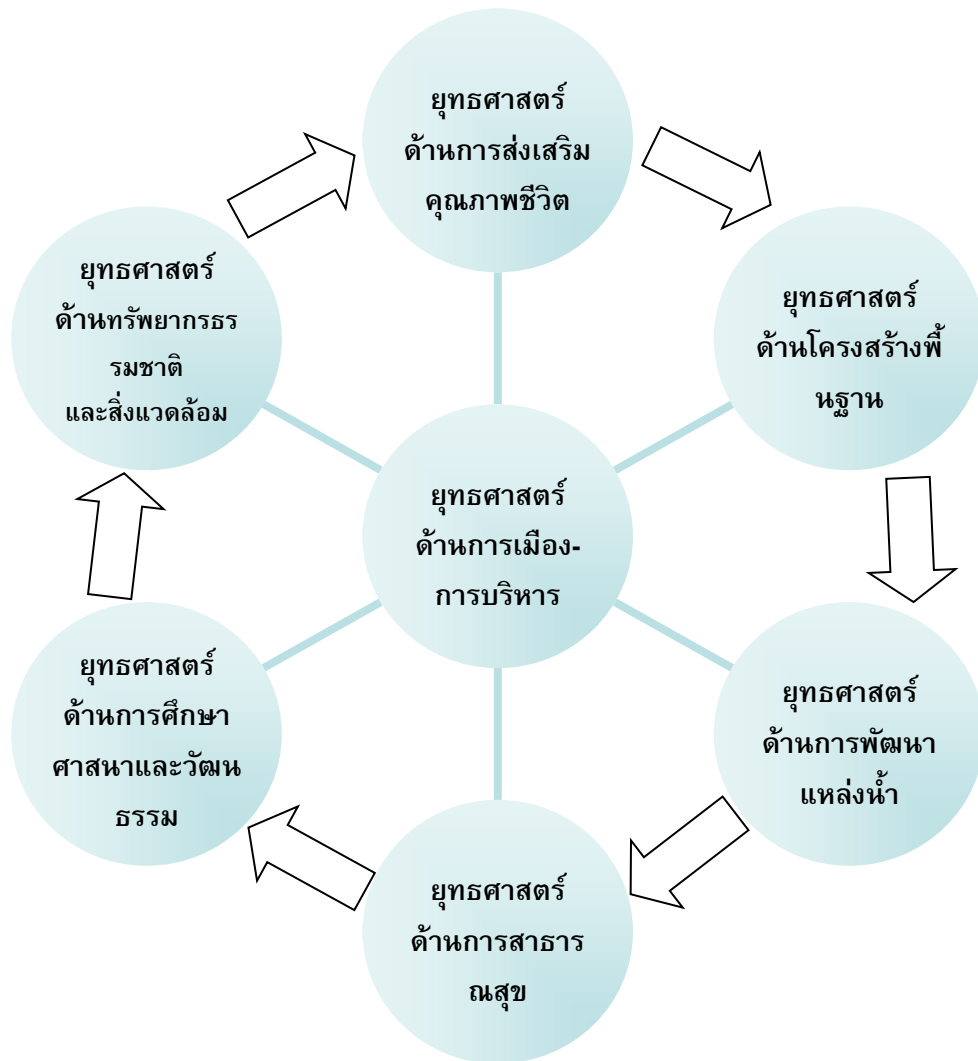 ยุทธศาสตร์
ด้านการส่งเสริม
คุณภาพชีวิต
ยุทธศาสตร์
ด้านโครงสร้างพื้
นฐาน
ยุทธศาสตร์
ด้านการพัฒนา
แหล่งน้ำ
ยุทธศาสตร์
ด้านการสาธาร
ณสุข
ยุทธศาสตร์
ด้านการศึกษา
ศาสนาและวัฒน
ธรรม
ยุทธศาสตร์
ด้านทรัพยากรธร
รมชาติ
และสิ่งแวดล้อม
ยุทธศาสตร์
ด้านการเมือง-
การบริหาร